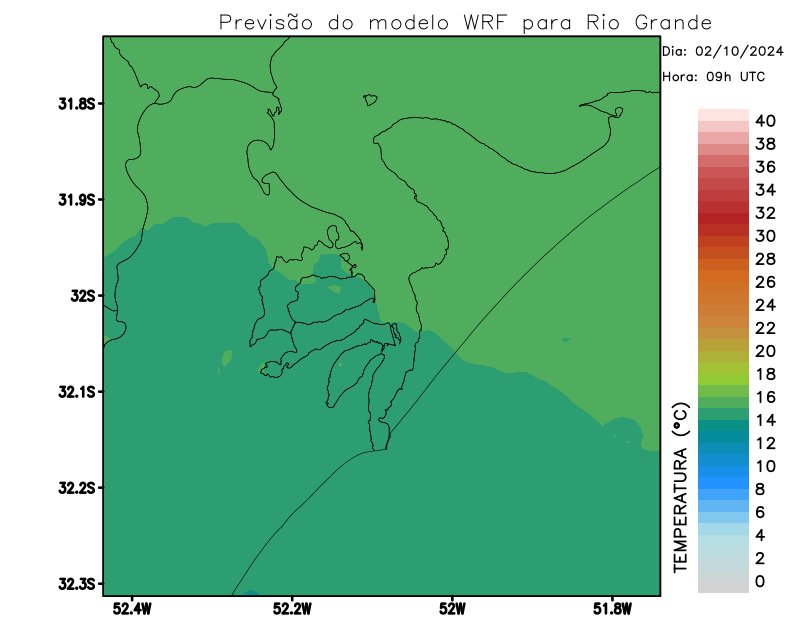 Previsão do modelo WRF para Rio Grande
Dia: 02/10/2024
Hora: 09h UTC
31.8S
31.9S
32S
32.1S
32.2S
32.3S
52.4W
52.2W
52W
51.8W
TEMPERATURA (°C)
40
38
36
34
32
30
28
26
24
22
20
18
16
14
12
10
8
6
4
2
0